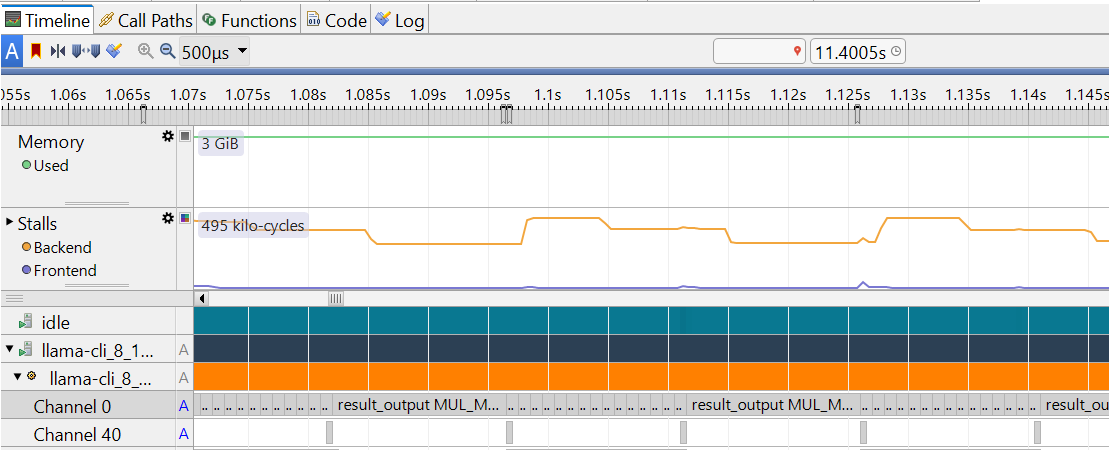 Timeline Call Paths Functions Code Log
A 500µs 11.4005s
055s 1.06s 1.065s 1.07s 1.075s 1.08s 1.085s 1.09s 1.095s 1.1s 1.105s 1.11s 1.115s 1.12s 1.125s 1.13s 1.135s 1.14s 1.145s
Memory 3 GiB
Used
Stalls 495 kilo-cycles
Backend
Frontend
idle
llama-cli_8_1... A
llama-cli_8_... A
Channel 0 A .. .. .. .. .. .. .. .. .. .. .. result_output MUL_M... .. .. .. .. .. .. .. .. .. .. .. .. .. .. .. result_output MUL_M... .. .. .. .. .. .. .. .. .. .. .. .. .. .. .. result_ou
Channel 40 A